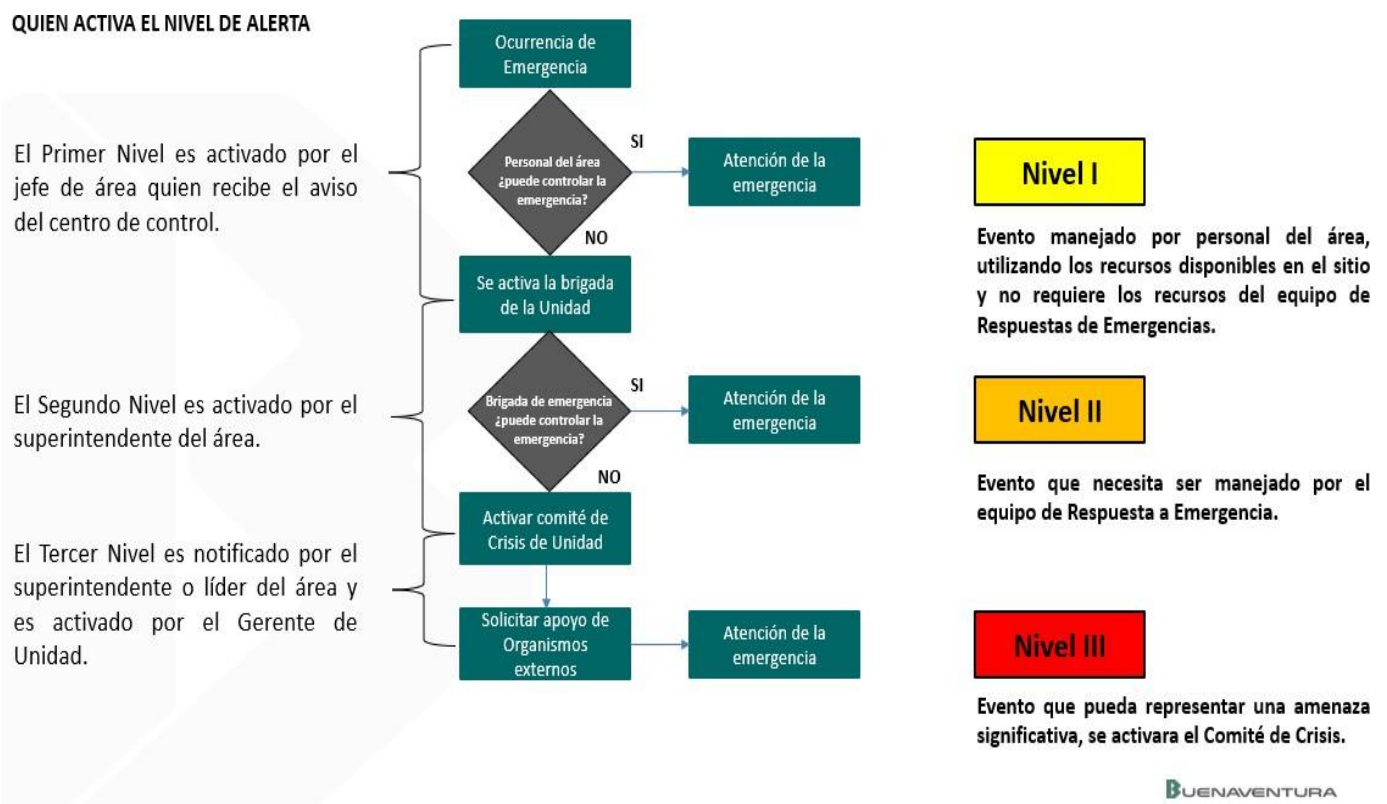 QUIEN ACTIVA EL NIVEL DE ALERTA
El Primer Nivel es activado por el
jefe de área quien recibe el aviso
del centro de control.
El Segundo Nivel es activado por el
superintendente del área.
El Tercer Nivel es notificado por el
superintendente o líder del área y
es activado por el Gerente de
Unidad.
Ocurrencia de
Emergencia
Personal del área
¿puede controlar la
emergencia?
SI
Atención de la
emergencia
NO
Se activa la brigada
de la Unidad
Brigada de emergencia
¿puede controlar la
emergencia?
SI
Atención de la
emergencia
NO
Activar comité de
Crisis de Unidad
Solicitar apoyo de
Organismos
externos
Atención de la
emergencia
Nivel I
Evento manejado por personal del área,
utilizando los recursos disponibles en el sitio
y no requiere los recursos del equipo de
Respuestas de Emergencias.
Nivel II
Evento que necesita ser manejado por el
equipo de Respuesta a Emergencia.
Nivel III
Evento que pueda representar una amenaza
significativa, se activara el Comité de Crisis.
BUENAVENTURA